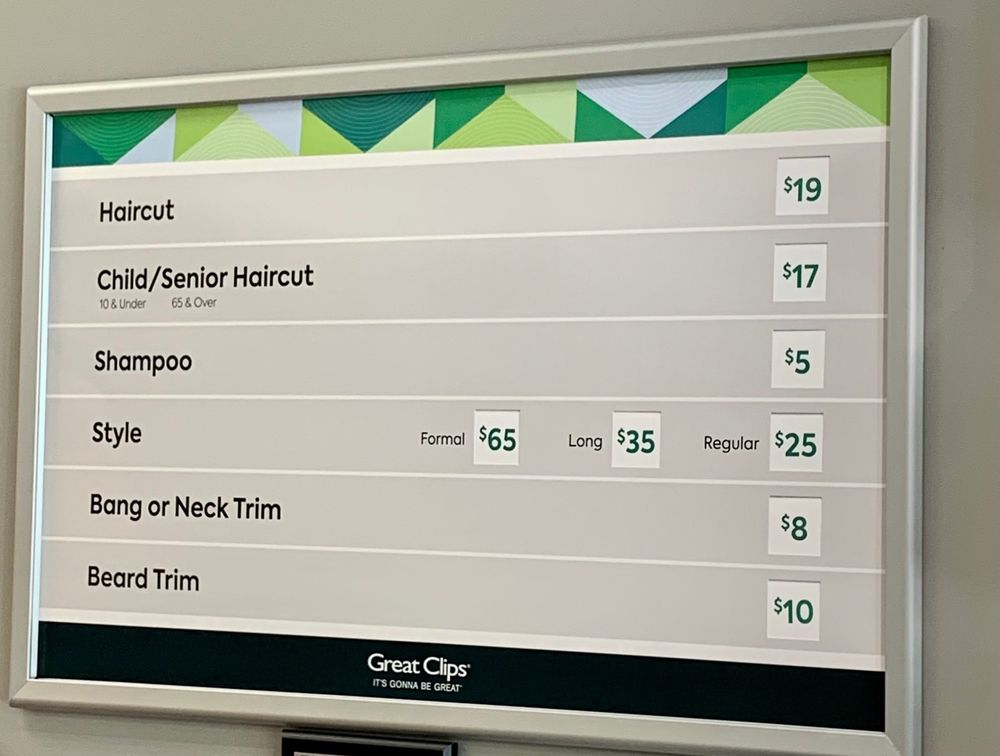 Haircut $19
Child/Senior Haircut $17
10 & Under 65 & Over
Shampoo $5
Style Formal $65 Long $35 Regular $25
Bang or Neck Trim $8
Beard Trim $10
Great Clips®
IT'S GONNA BE GREAT